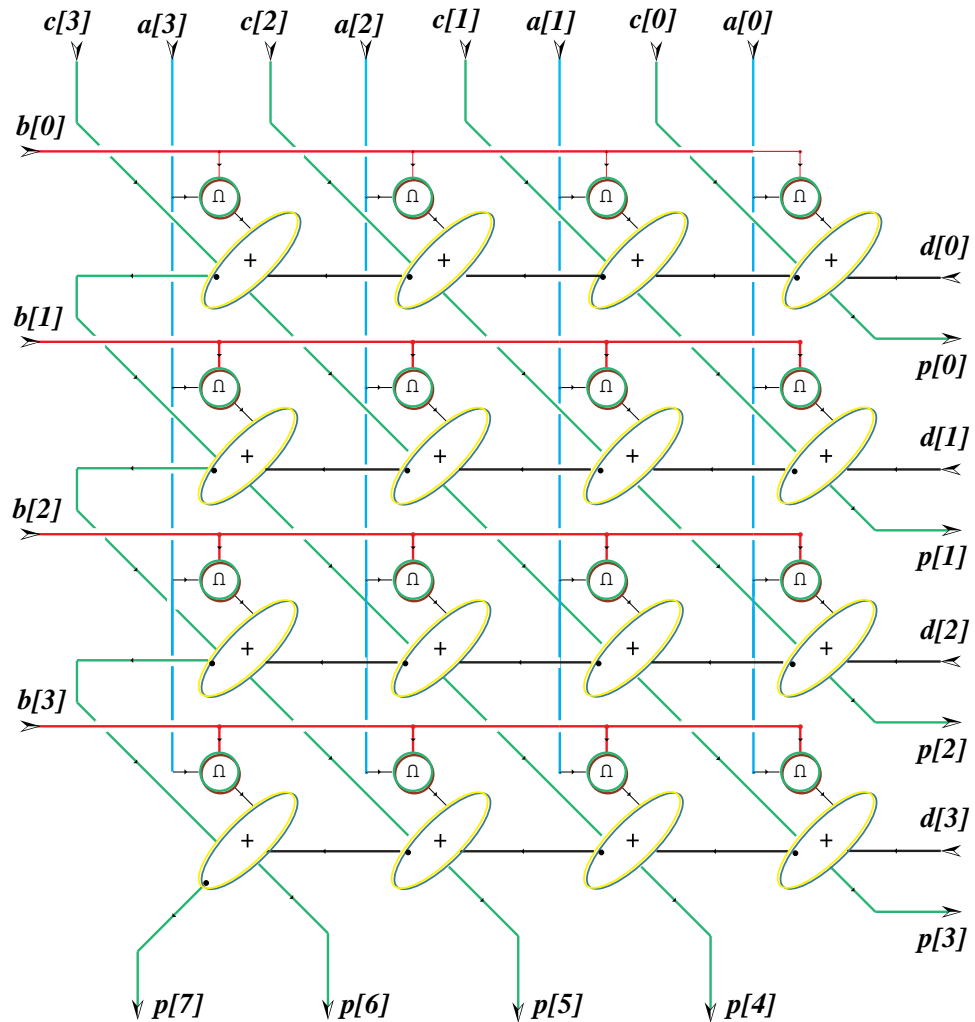 c[3] a[3] c[2] a[2] c[1] a[1] c[0] a[0]
b[0]
Ω Ω Ω Ω
+ + + +
d[0]
b[1]
p[0]
Ω Ω Ω Ω
d[1]
+ + + +
b[2]
p[1]
Ω Ω Ω Ω
d[2]
+ + + +
b[3]
p[2]
Ω Ω Ω Ω
d[3]
+ + + +
p[3]
p[7] p[6] p[5] p[4]